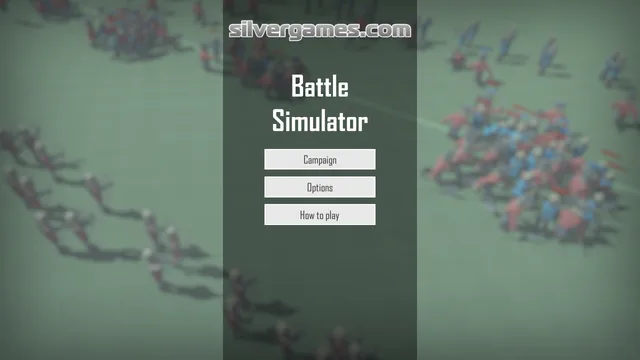 silvergames.com
Battle
Simulator
Campaign
Options
How to play